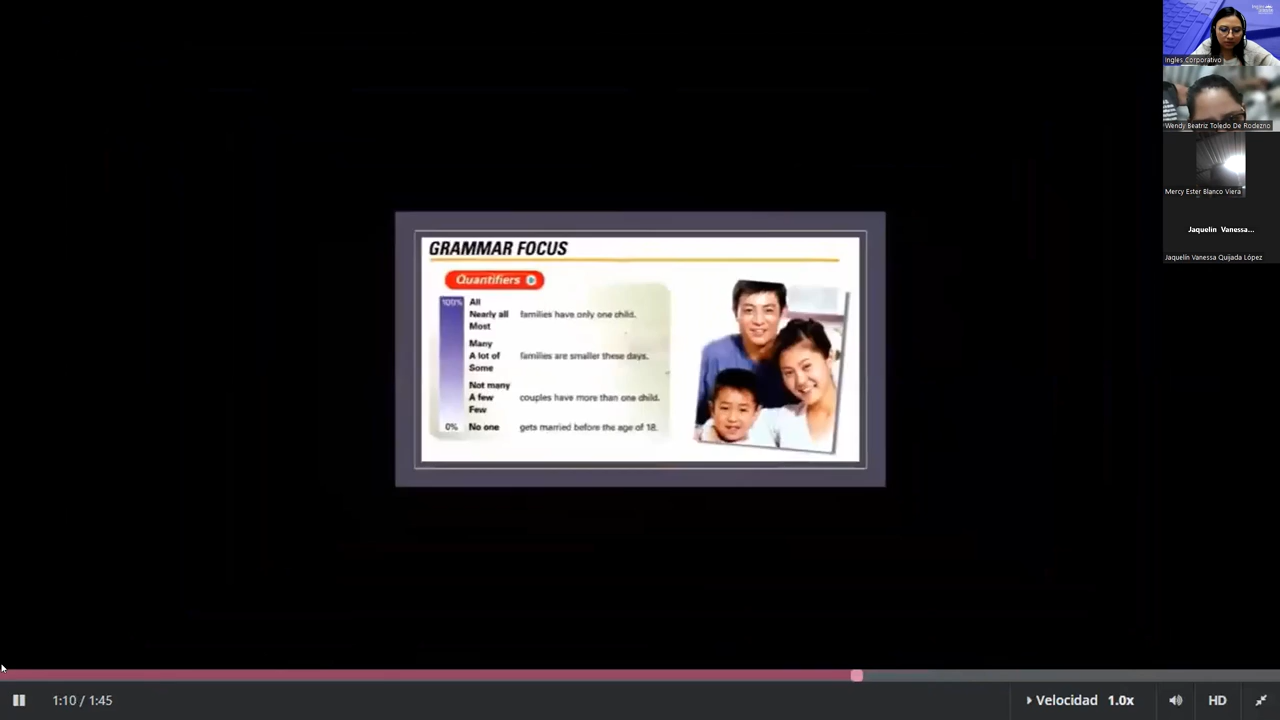 GRAMMAR FOCUS
Quantifiers
100% All
Nearly all families have only one child.
Most
Many
A lot of families are smaller these days.
Some
Not many
A few couples have more than one child.
Few
0% No one gets married before the age of 18.
Ingles Corporativo
Wendy Beatriz Toledo De Rodezno
Mercy Ester Blanco Viera
Jaquelin Vanessa...
Jaquelin Vanessa Quijada López
1:10 / 1:45
Velocidad 1.0x
HD